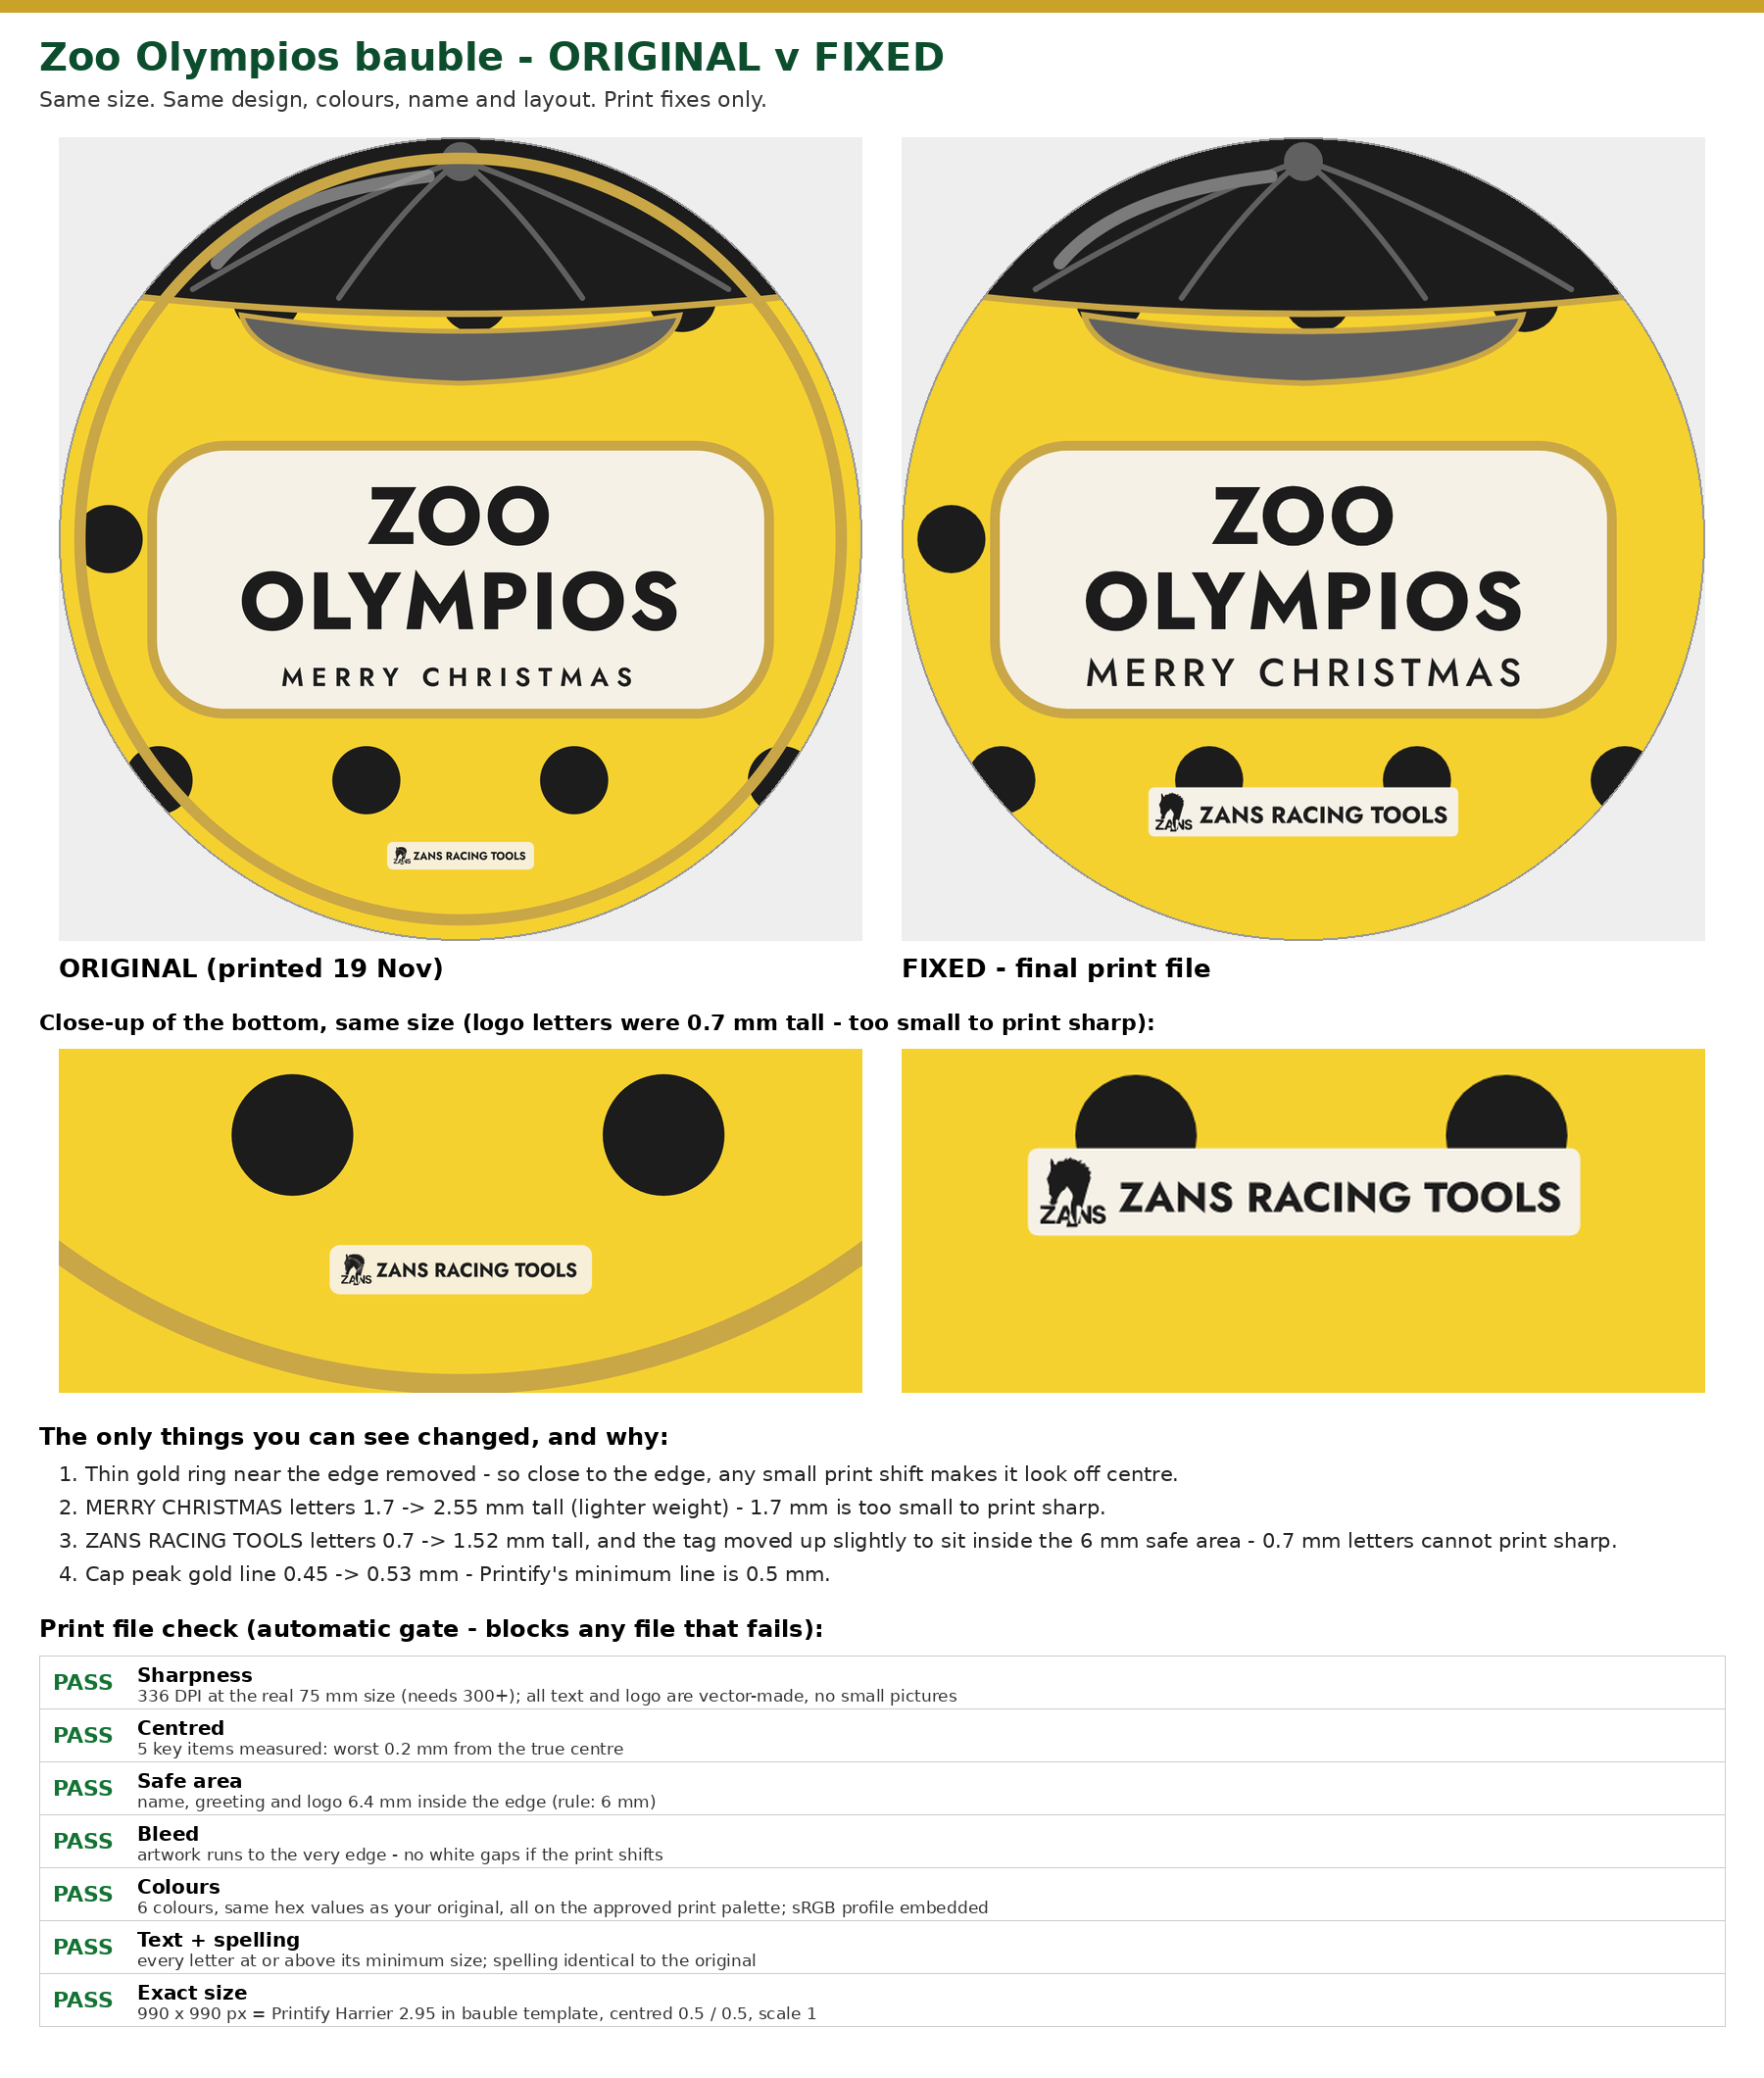 Zoo Olympios bauble - ORIGINAL v FIXED
Same size. Same design, colours, name and layout. Print fixes only.
ZOO
OLYMPIOS
MERRY CHRISTMAS
ZANS ZANS RACING TOOLS
ZOO
OLYMPIOS
MERRY CHRISTMAS
ZANS ZANS RACING TOOLS
ORIGINAL (printed 19 Nov)
FIXED - final print file
Close-up of the bottom, same size (logo letters were 0.7 mm tall - too small to print sharp):
ZANS ZANS RACING TOOLS
ZANS ZANS RACING TOOLS
The only things you can see changed, and why:
1. Thin gold ring near the edge removed - so close to the edge, any small print shift makes it look off centre.
2. MERRY CHRISTMAS letters 1.7 -> 2.55 mm tall (lighter weight) - 1.7 mm is too small to print sharp.
3. ZANS RACING TOOLS letters 0.7 -> 1.52 mm tall, and the tag moved up slightly to sit inside the 6 mm safe area - 0.7 mm letters cannot print sharp.
4. Cap peak gold line 0.45 -> 0.53 mm - Printify's minimum line is 0.5 mm.
Print file check (automatic gate - blocks any file that fails):
PASS Sharpness
336 DPI at the real 75 mm size (needs 300+); all text and logo are vector-made, no small pictures
PASS Centred
5 key items measured: worst 0.2 mm from the true centre
PASS Safe area
name, greeting and logo 6.4 mm inside the edge (rule: 6 mm)
PASS Bleed
artwork runs to the very edge - no white gaps if the print shifts
PASS Colours
6 colours, same hex values as your original, all on the approved print palette; sRGB profile embedded
PASS Text + spelling
every letter at or above its minimum size; spelling identical to the original
PASS Exact size
990 x 990 px = Printify Harrier 2.95 in bauble template, centred 0.5 / 0.5, scale 1